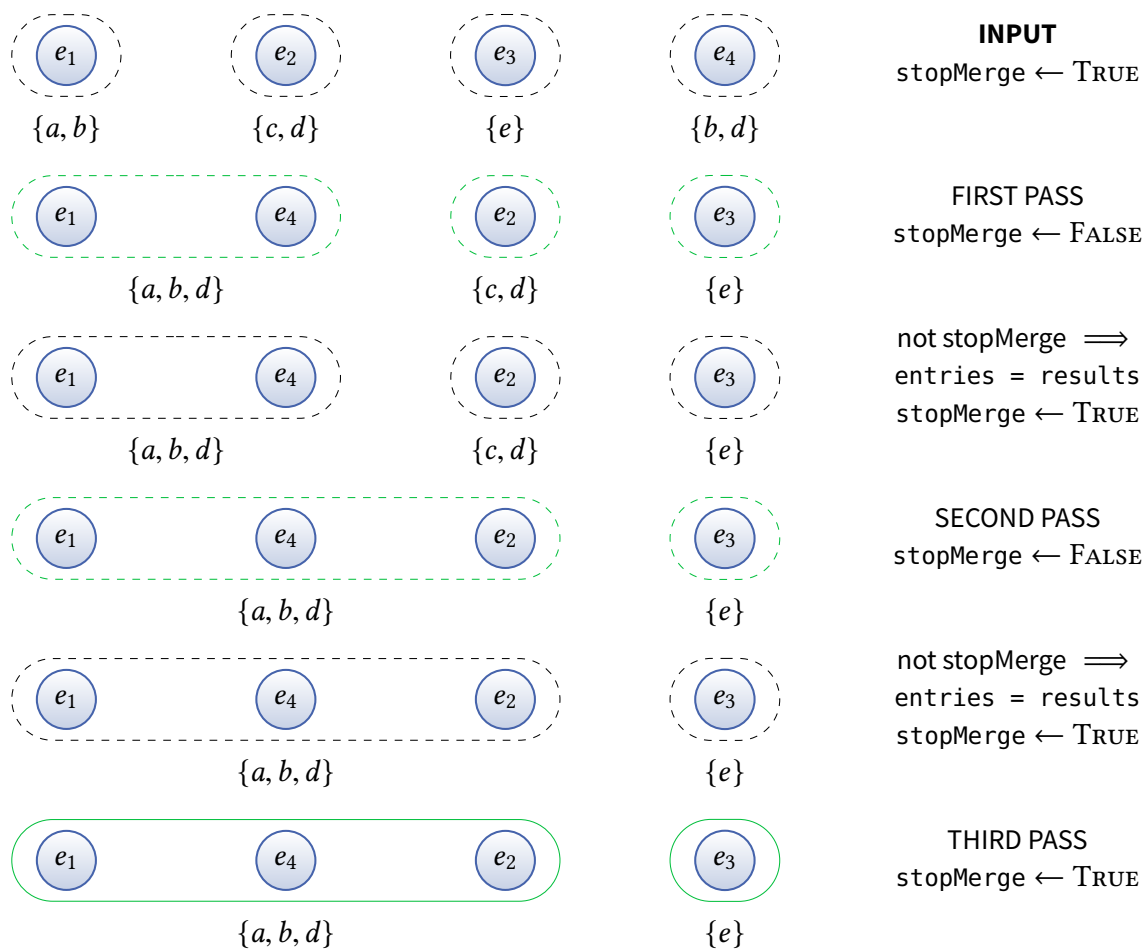 e1 e2 e3 e4 INPUT
stopMerge ← TRUE
{a, b} {c, d} {e} {b, d}
e1 e4 e2 e3 FIRST PASS
stopMerge ← FALSE
{a, b, d} {c, d} {e}
not stopMerge ⟹
e1 e4 e2 e3 entries = results
stopMerge ← TRUE
{a, b, d} {c, d} {e}
e1 e4 e2 e3 SECOND PASS
stopMerge ← FALSE
{a, b, d} {e}
not stopMerge ⟹
e1 e4 e2 e3 entries = results
stopMerge ← TRUE
{a, b, d} {e}
e1 e4 e2 e3 THIRD PASS
stopMerge ← TRUE
{a, b, d} {e}